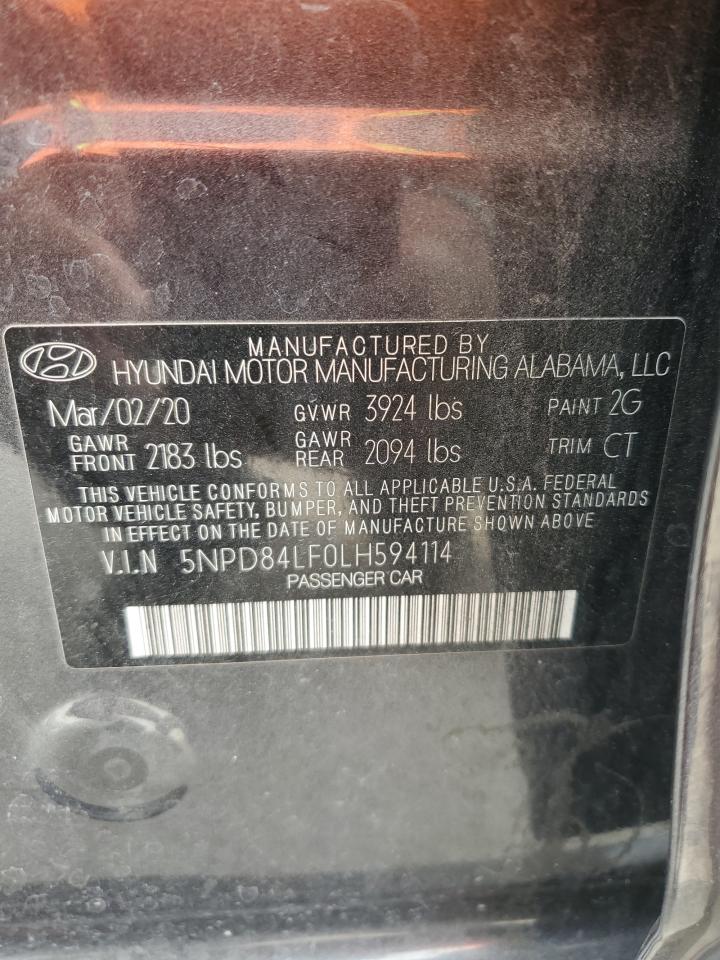 MANUFACTURED BY
HYUNDAI MOTOR MANUFACTURING ALABAMA, LLC
Mar/02/20 GVWR 3924 lbs PAINT 2G
GAWR FRONT 2183 lbs GAWR REAR 2094 lbs TRIM CT
THIS VEHICLE CONFORMS TO ALL APPLICABLE U.S.A. FEDERAL
MOTOR VEHICLE SAFETY, BUMPER, AND THEFT PREVENTION STANDARDS
IN EFFECT ON THE DATE OF MANUFACTURE SHOWN ABOVE
V.I.N 5NPD84LF0LH594114
PASSENGER CAR